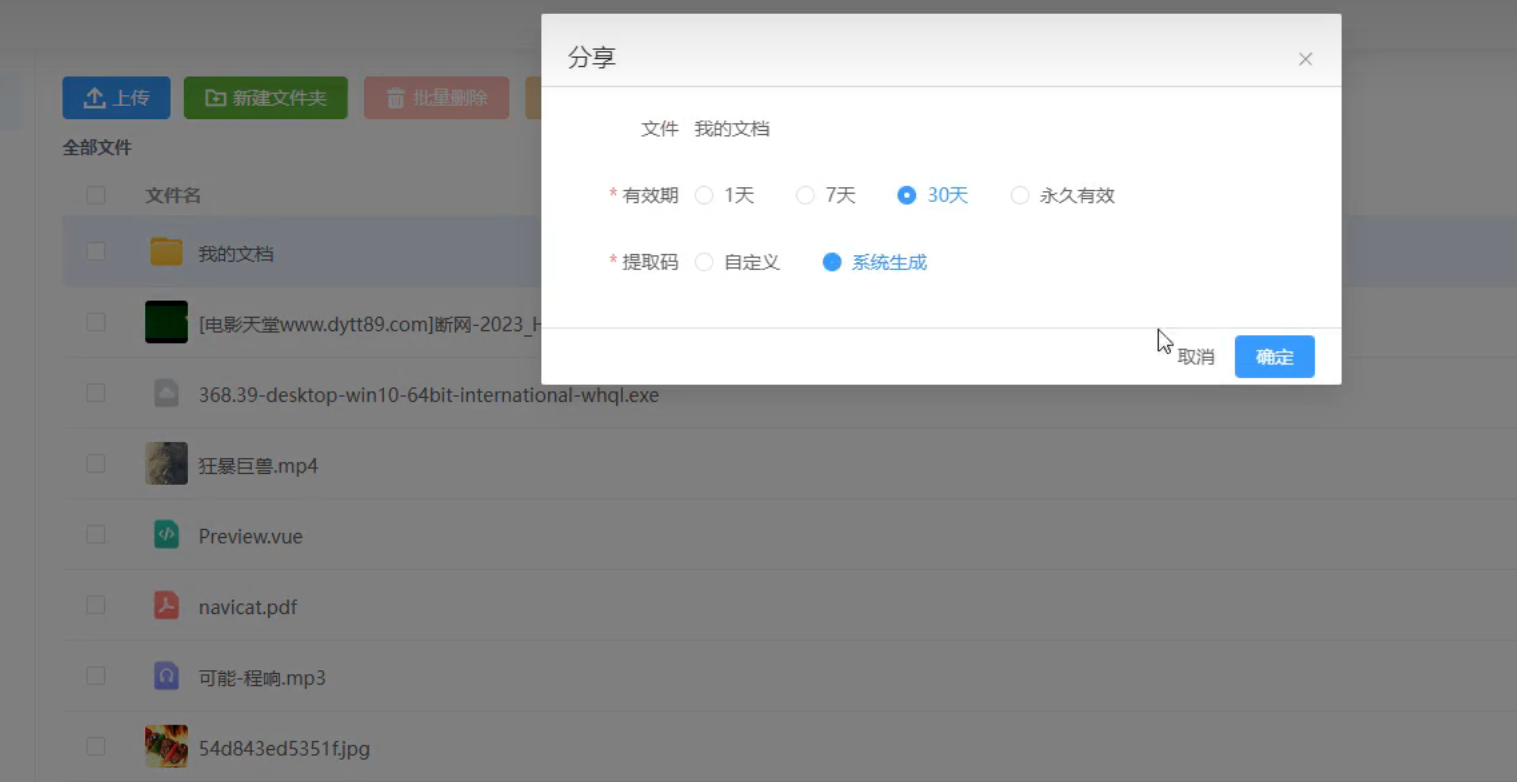 分享
上传
新建文件夹
批量删除
全部文件
文件 我的文档
* 有效期 1天 7天 30天 永久有效
文件名
我的文档
* 提取码 自定义 系统生成
[电影天堂www.dytt89.com]断网-2023_H
取消 确定
368.39-desktop-win10-64bit-international-whql.exe
狂暴巨兽.mp4
Preview.vue
navicat.pdf
可能-程响.mp3
54d843ed5351f.jpg